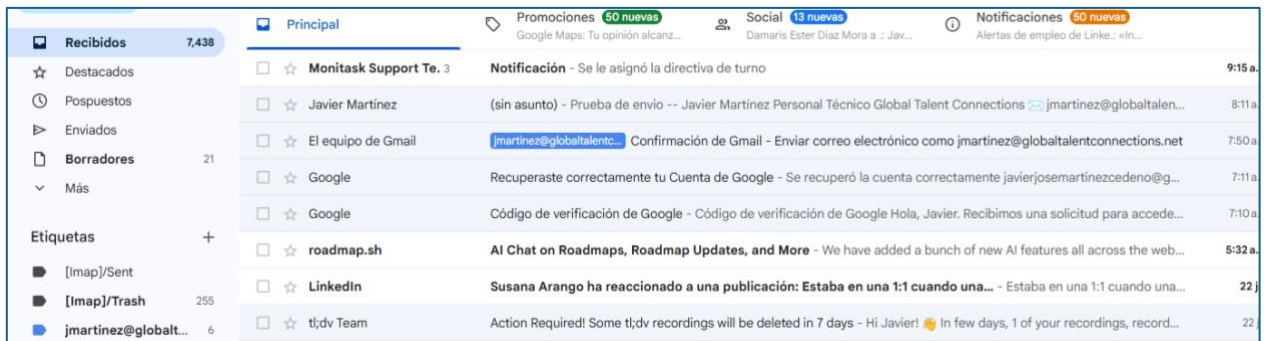 Recibidos 7,438
Destacados
Pospuestos
Enviados
Borradores 21
Más
Etiquetas +
[Imap]/Sent
[Imap]/Trash 255
jmartinez@globalt... 6
Principal
Promociones 50 nuevas
Google Maps: Tu opinión alcanz...
Social 13 nuevas
Damaris Ester Diaz Mora a .: Jav...
Notificaciones 50 nuevas
Alertas de empleo de Linke.: «In...
Monitask Support Te. 3 Notificación - Se le asignó la directiva de turno 9:15 a.
Javier Martínez (sin asunto) - Prueba de envio -- Javier Martínez Personal Técnico Global Talent Connections ✉️ jmartinez@globaltalen... 8:11 a.
El equipo de Gmail jmartinez@globaltalentc... Confirmación de Gmail - Enviar correo electrónico como jmartinez@globaltalentconnections.net 7:50 a.
Google Recuperaste correctamente tu Cuenta de Google - Se recuperó la cuenta correctamente javierjosemartinezcedeno@g... 7:11 a.
Google Código de verificación de Google - Código de verificación de Google Hola, Javier. Recibimos una solicitud para accede... 7:10 a.
roadmap.sh AI Chat on Roadmaps, Roadmap Updates, and More - We have added a bunch of new AI features all across the web... 5:32 a.
LinkedIn Susana Arango ha reaccionado a una publicación: Estaba en una 1:1 cuando una... - Estaba en una 1:1 cuando una... 22 j
tl;dv Team Action Required! Some tl;dv recordings will be deleted in 7 days - Hi Javier! 👋 In few days, 1 of your recordings, record... 22 j